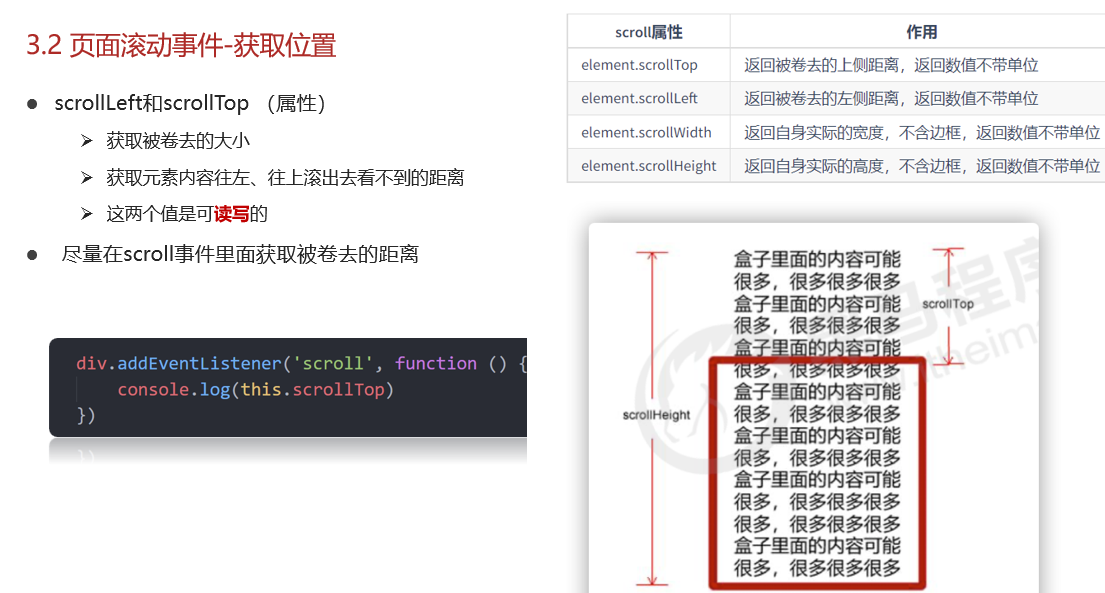 3.2 页面滚动事件-获取位置
scrollLeft和scrollTop （属性）
获取被卷去的大小
获取元素内容往左、往上滚出去看不到的距离
这两个值是可读写的
尽量在scroll事件里面获取被卷去的距离
div.addEventListener('scroll', function () {
console.log(this.scrollTop)
})
scroll属性 作用
element.scrollTop 返回被卷去的上侧距离，返回数值不带单位
element.scrollLeft 返回被卷去的左侧距离，返回数值不带单位
element.scrollWidth 返回自身实际的宽度，不含边框，返回数值不带单位
element.scrollHeight 返回自身实际的高度，不含边框，返回数值不带单位
盒子里面的内容可能
很多，很多很多很多
盒子里面的内容可能
很多，很多很多很多
盒子里面的内容可能
很多，很多很多很多
盒子里面的内容可能
很多，很多很多很多
盒子里面的内容可能
很多，很多很多很多
盒子里面的内容可能
很多，很多很多很多
很多，很多很多很多
盒子里面的内容可能
很多，很多很多很多
scrollTop
scrollHeight